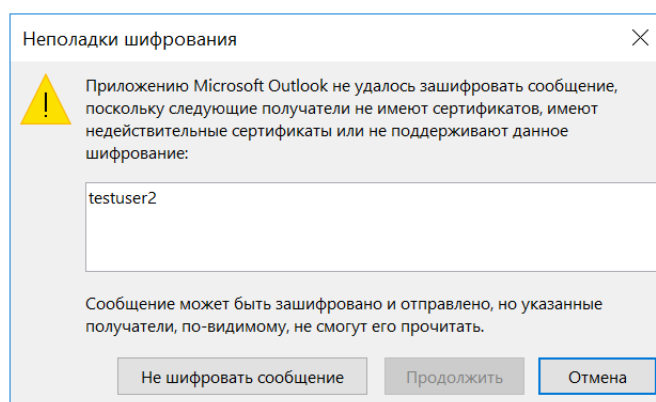 Неполадки шифрования
Приложению Microsoft Outlook не удалось зашифровать сообщение,
поскольку следующие получатели не имеют сертификатов, имеют
недействительные сертификаты или не поддерживают данное
шифрование:
testuser2
Сообщение может быть зашифровано и отправлено, но указанные
получатели, по-видимому, не смогут его прочитать.
Не шифровать сообщение Продолжить Отмена